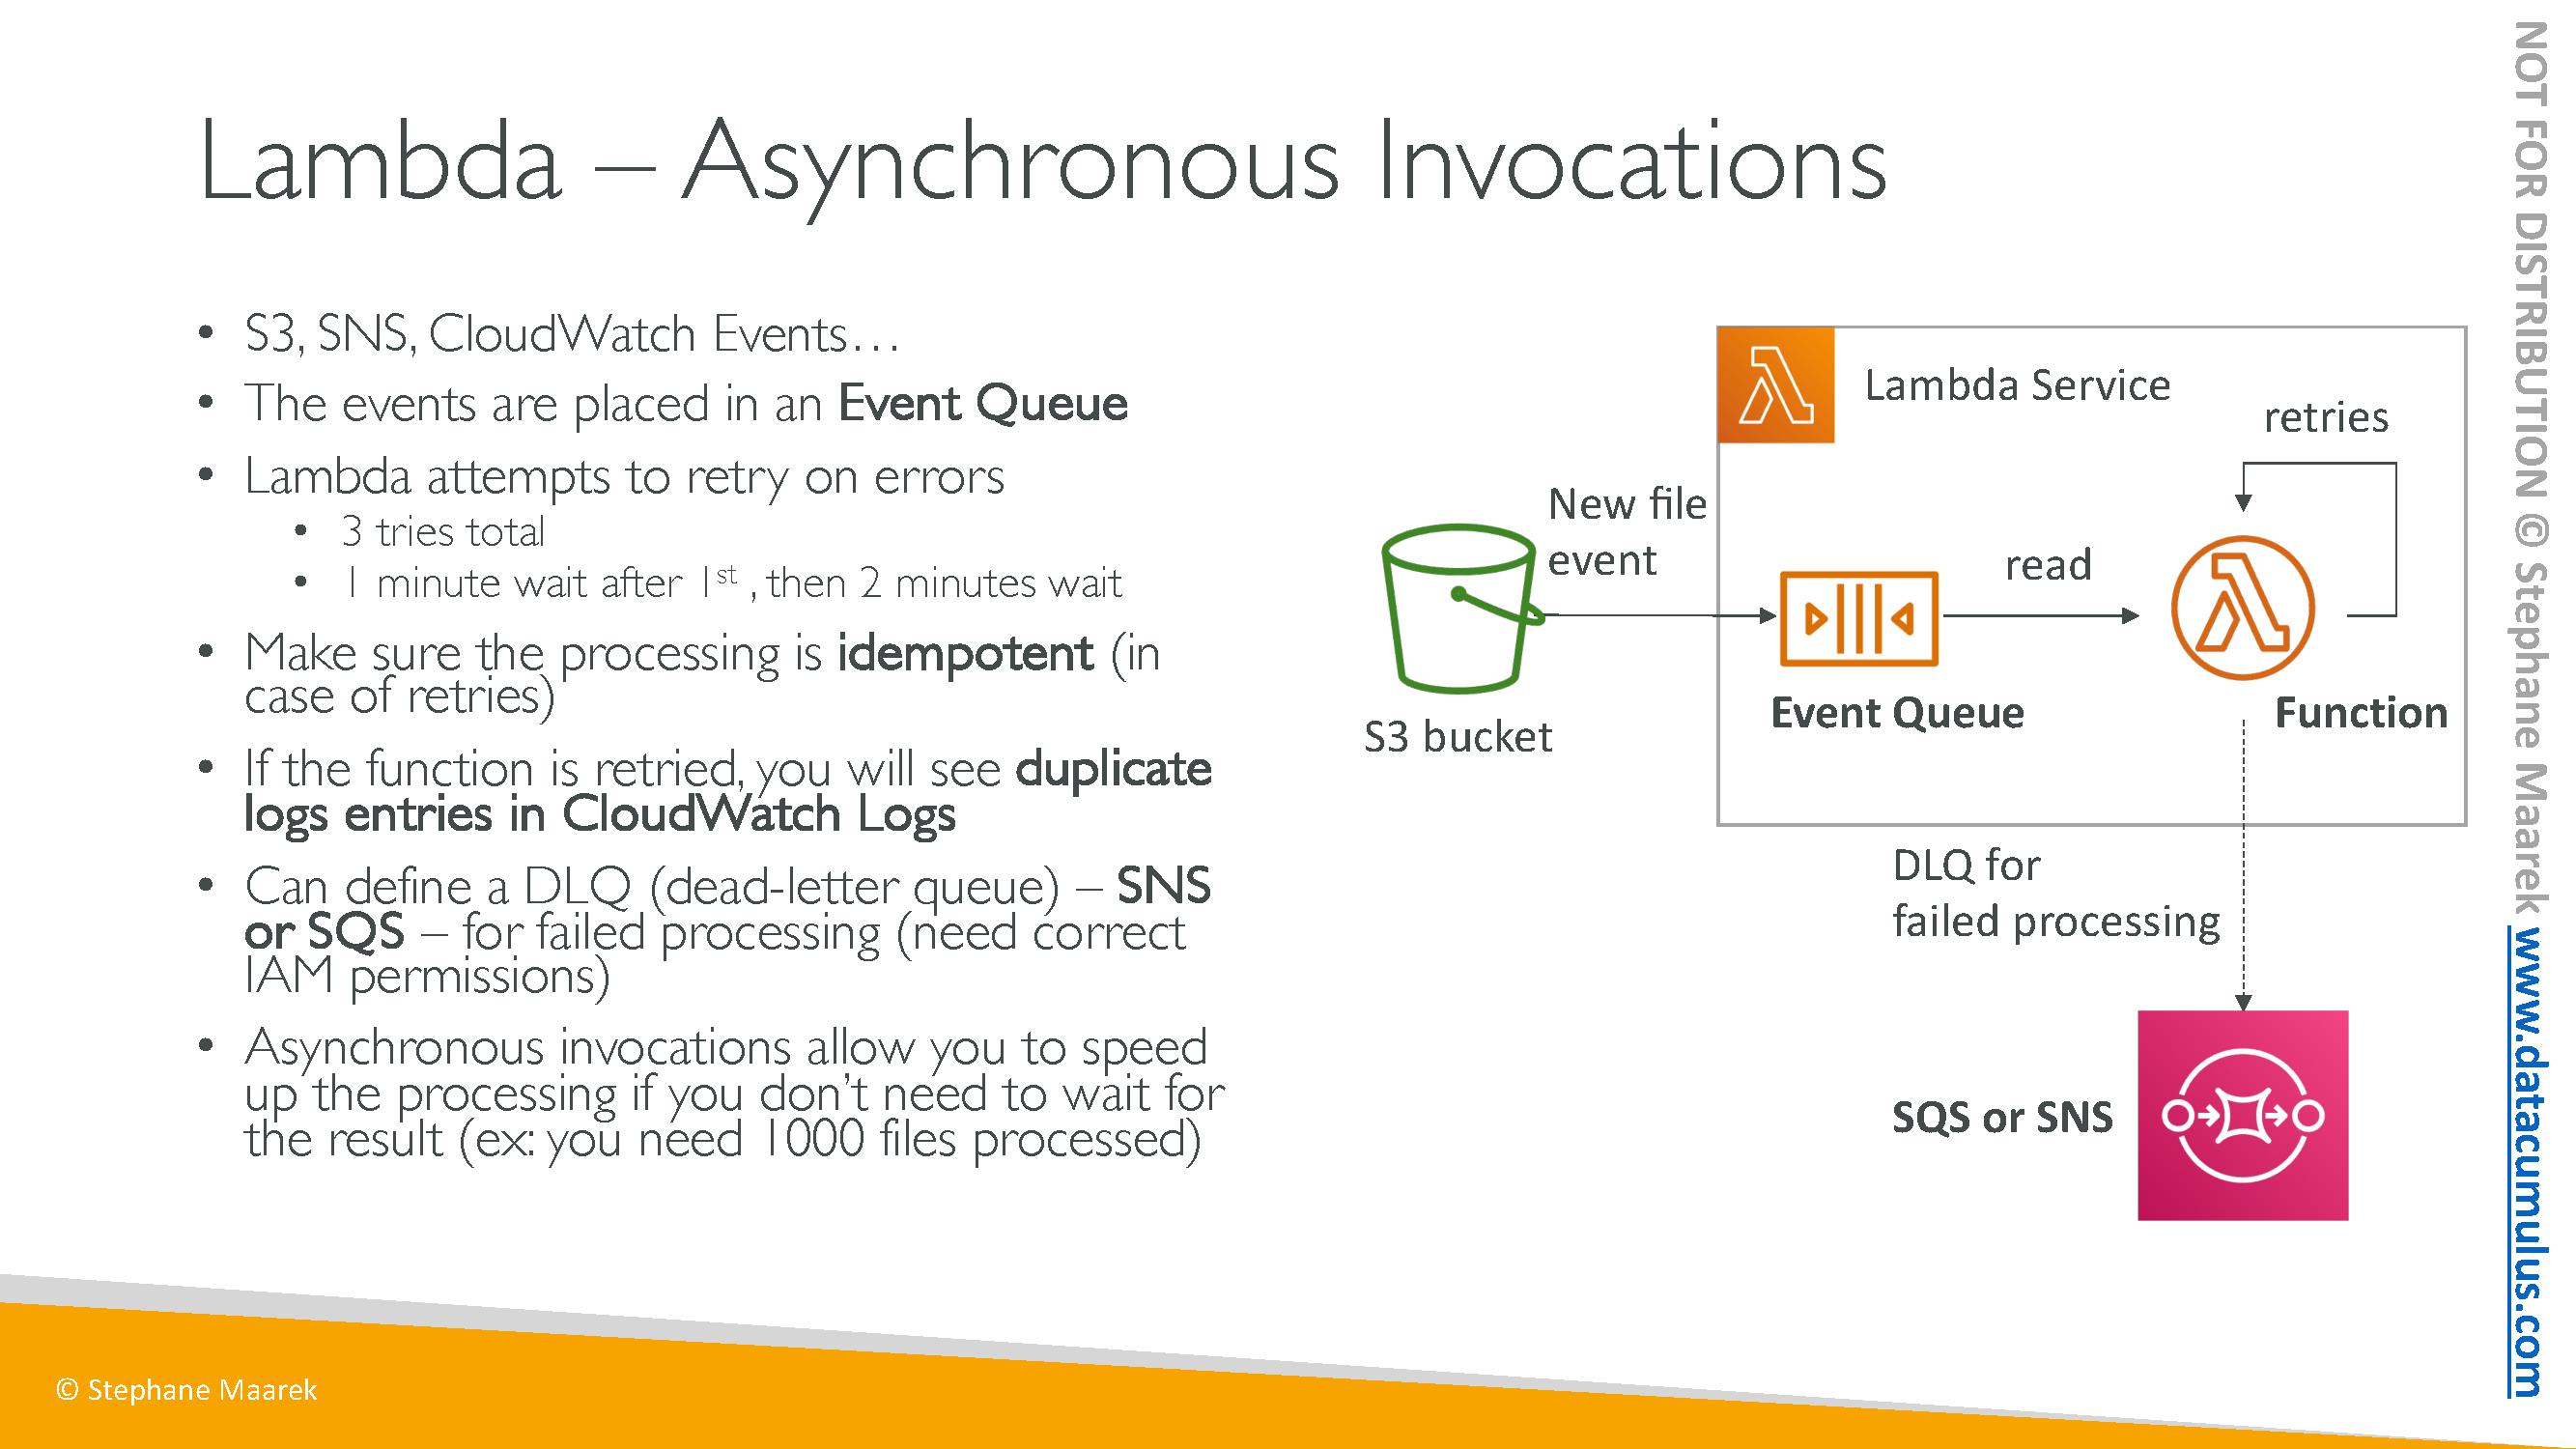 Lambda – Asynchronous Invocations
• S3, SNS, CloudWatch Events…
• The events are placed in an Event Queue
• Lambda attempts to retry on errors
• 3 tries total
• 1 minute wait after 1st , then 2 minutes wait
• Make sure the processing is idempotent (in
case of retries)
• If the function is retried, you will see duplicate
logs entries in CloudWatch Logs
• Can define a DLQ (dead-letter queue) – SNS
or SQS – for failed processing (need correct
IAM permissions)
• Asynchronous invocations allow you to speed
up the processing if you don’t need to wait for
the result (ex: you need 1000 files processed)
Lambda Service
retries
New file
event
read
S3 bucket
Event Queue
Function
DLQ for
failed processing
SQS or SNS
© Stephane Maarek
NOT FOR DISTRIBUTION © Stephane Maarek www.datacumulus.com